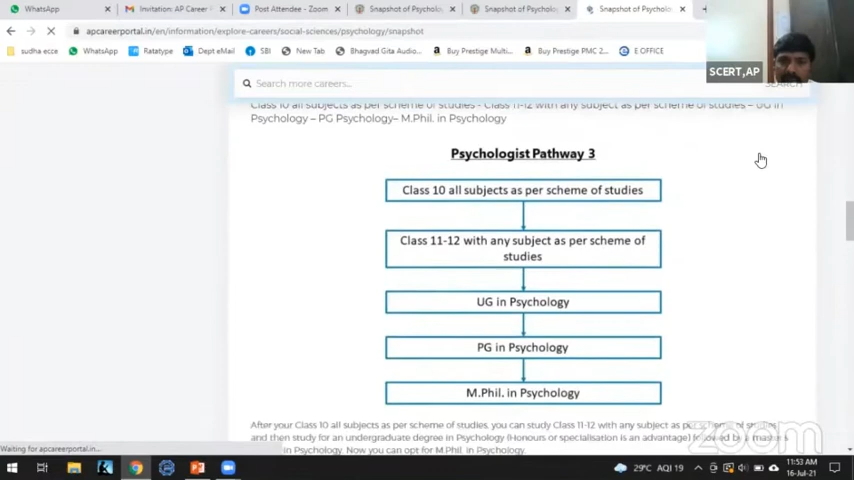 WhatsApp
Invitation: AP Career P
Post Attendee - Zoom
Snapshot of Psycholog
Snapshot of Psycholog
Snapshot of Psycholog
apcareerportal.in/en/information/explore-careers/social-sciences/psychology/snapshot
sudha ecce
WhatsApp
Ratatype
Dept eMail
SBI
New Tab
Bhagvad Gita Audio...
Buy Prestige Multi...
Buy Prestige PMC 2...
E OFFICE
SCERT,AP
Search more careers...
SEARCH
Class 10 all subjects as per scheme of studies - Class 11-12 with any subject as per scheme of studies – UG in
Psychology – PG Psychology– M.Phil. in Psychology
Psychologist Pathway 3
Class 10 all subjects as per scheme of studies
Class 11-12 with any subject as per scheme of
studies
UG in Psychology
PG in Psychology
M.Phil. in Psychology
After your Class 10 all subjects as per scheme of studies, you can study Class 11-12 with any subject as per scheme of studies
and then study for an undergraduate degree in Psychology (Honours or specialisation is an advantage) followed by a master's
in Psychology. Now you can opt for M.Phil. in Psychology.
zoom
Waiting for apcareerportal.in...
29°C AQI 19
11:53 AM
16-Jul-21